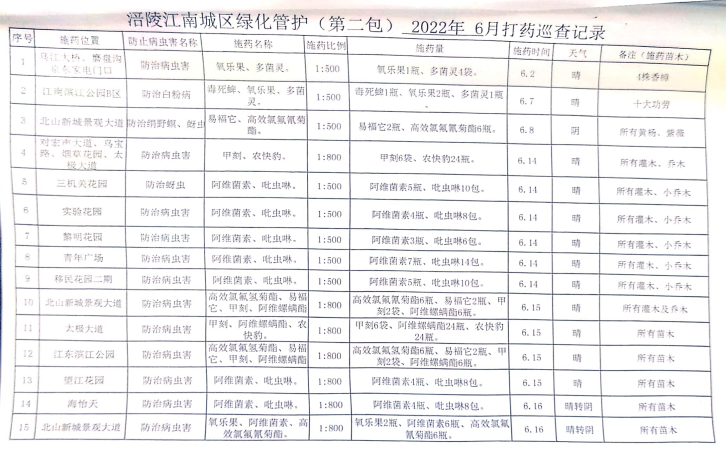 涪陵江南城区绿化管护（第二包） 2022年 6月打药巡查记录
序号 施药位置 防止病虫害名称 施药名称 施药比例 施药量 施药时间 天气 备注（施药苗木）
1 乌江大桥、磨盘沟京东家电门口 防治病虫害 氧乐果、多菌灵。 1:500 氧乐果1瓶、多菌灵4袋。 6.2 晴 4株香樟
2 江南滨江公园B区 防治白粉病 毒死蜱、氧乐果、多菌灵。 1:500 毒死蜱1瓶、氧乐果2瓶、多菌灵1瓶。 6.7 晴 十大功劳
3 北山新城景观大道 防治绢野螟、蚜虫 易福它、高效氯氟氰菊酯。 1:500 易福它2瓶、高效氯氟氰菊酯6瓶。 6.8 阴 所有黄杨、紫薇
4 对宏声大道、乌宝路、烟草花园、太极大道 防治病虫害 甲刻、农快豹。 1:800 甲刻6袋、农快豹24瓶。 6.14 晴 所有灌木、乔木
5 三机关花园 防治蚜虫 阿维菌素、吡虫啉。 1:500 阿维菌素5瓶、吡虫啉10包。 6.14 晴 所有灌木、小乔木
6 实验花园 防治病虫害 阿维菌素、吡虫啉。 1:500 阿维菌素4瓶、吡虫啉8包。 6.14 晴 所有灌木、小乔木
7 黎明花园 防治病虫害 阿维菌素、吡虫啉。 1:500 阿维菌素3瓶、吡虫啉6包。 6.14 晴 所有灌木、小乔木
8 青年广场 防治病虫害 阿维菌素、吡虫啉。 1:500 阿维菌素7瓶、吡虫啉14包。 6.14 晴 所有灌木、小乔木
9 移民花园二期 防治病虫害 阿维菌素、吡虫啉。 1:500 阿维菌素5瓶、吡虫啉10包。 6.14 晴 所有灌木、小乔木
10 北山新城景观大道 防治病虫害 高效氯氟氢菊酯、易福它、甲刻、阿维螺螨酯 1:800 高效氯氟氰菊酯6瓶、易福它2瓶、甲刻2袋、阿维螺螨酯6瓶。 6.15 晴 所有灌木及乔木
11 太极大道 防治病虫害 甲刻、阿维螺螨酯、农快豹。 1:800 甲刻6袋、阿维螺螨酯24瓶、农快豹24瓶。 6.15 晴 所有苗木
12 江东滨江公园 防治病虫害 高效氯氟氢菊酯、易福它、甲刻、阿维螺螨酯 1:800 高效氯氟氢菊酯6瓶、易福它2瓶、甲刻2袋、阿维螺螨酯6瓶。 6.15 晴 所有苗木
13 望江花园 防治病虫害 阿维菌素、吡虫啉。 1:800 阿维菌素4瓶、吡虫啉8包。 6.15 晴 所有苗木
14 海怡天 防治病虫害 阿维菌素、吡虫啉。 1:800 阿维菌素4瓶、吡虫啉8包。 6.16 晴转阴 所有苗木
15 北山新城景观大道 防治病虫害 氧乐果、阿维菌素、高效氯氟氰菊酯。 1:800 氧乐果2瓶、阿维菌素6瓶、高效氯氟氰菊酯6瓶。 6.16 晴转阴 所有苗木